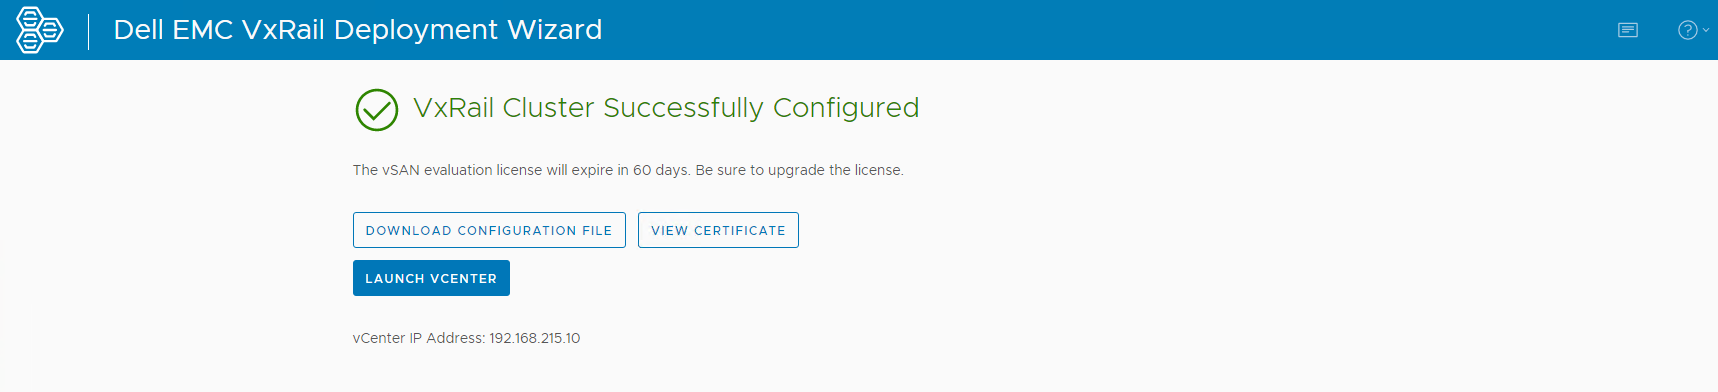 Dell EMC VxRail Deployment Wizard
?
VxRail Cluster Successfully Configured
The vSAN evaluation license will expire in 60 days. Be sure to upgrade the license.
DOWNLOAD CONFIGURATION FILE VIEW CERTIFICATE
LAUNCH VCENTER
vCenter IP Address: 192.168.215.10